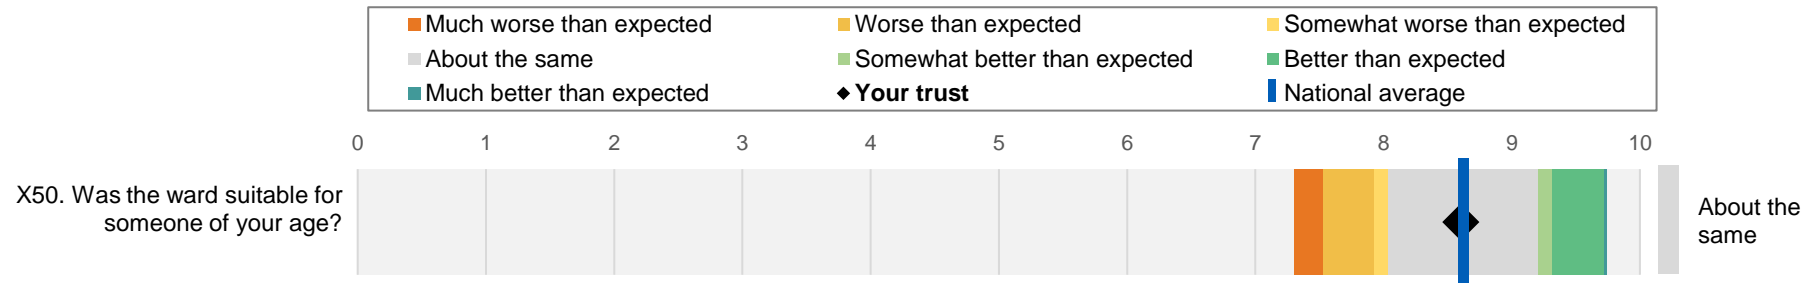 Much worse than expected
Worse than expected
Somewhat worse than expected
About the same
Somewhat better than expected
Better than expected
Much better than expected
Your trust
National average
0 1 2 3 4 5 6 7 8 9 10
X50. Was the ward suitable for
someone of your age?
About the
same